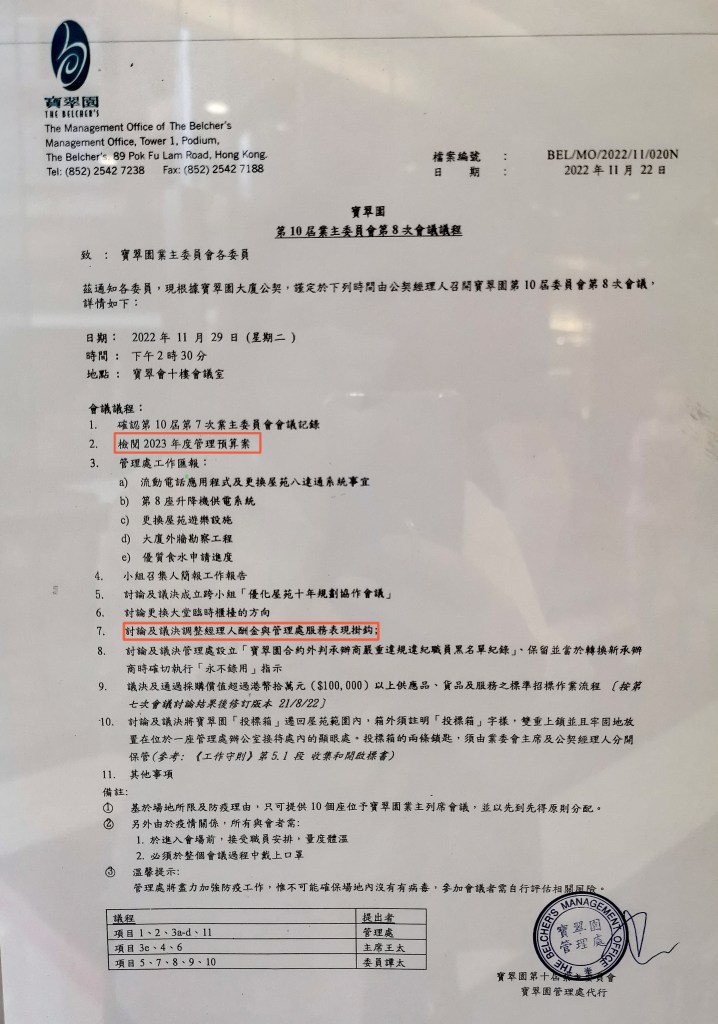 寶翠園
THE BELCHER'S
The Management Office of The Belcher's
Management Office, Tower 1, Podium,
The Belcher's, 89 Pok Fu Lam Road, Hong Kong.
Tel: (852) 2542 7238 Fax: (852) 2542 7188
檔案編號 : BEL/MO/2022/11/020N
日 期 : 2022 年 11 月 22 日
寶翠園
第10屆業主委員會第8次會議議程
致 : 寶翠園業主委員會各委員
茲通知各委員，現根據寶翠園大廈公契，謹定於下列時間由公契經理人召開寶翠園第10屆委員會第8次會議，
詳情如下：
日期： 2022 年 11 月 29 日 (星期二 )
時間： 下午2時30分
地點： 寶翠會十樓會議室
會議議程：
1. 確認第10屆第7次業主委員會會議記錄
2. 檢閱2023年度管理預算案
3. 管理處工作匯報：
a) 流動電話應用程式及更換屋苑八達通系統事宜
b) 第8座升降機供電系統
c) 更換屋苑遊樂設施
d) 大廈外牆勘察工程
e) 優質食水申請進度
4. 小組召集人簡報工作報告
5. 討論及議決成立跨小組「優化屋苑十年規劃協作會議」
6. 討論更換大堂臨時櫃檯的方向
7. 討論及議決調整經理人酬金與管理處服務表現掛鈎;
8. 討論及議決管理處設立「寶翠園合約外判承辦商嚴重違規違紀職員黑名單紀錄」、保留並當於轉換新承辦
商時確切執行「永不錄用」指示
9. 議決及通過採購價值超過港幣拾萬元（$100,000）以上供應品、貨品及服務之標準招標作業流程 〔按第
七次會議討論結果後修訂版本 21/8/22〕
10. 討論及議決將寶翠園「投標箱」遷回屋苑範圍內，箱外須註明「投標箱」字樣，雙重上鎖並且牢固地
放置在位於一座管理處辦公室接待處內的顯眼處。投標箱的兩條鎖匙，須由業委會主席及公契經理人分開
保管(參考: 《工作守則》第5.1 段 收集和開啟標書)
11. 其他事項
備註:
① 基於場地所限及防疫理由，只可提供10個座位予寶翠園業主列席會議，並以先到先得原則分配。
② 另外由於疫情關係，所有與會者需:
1. 於進入會場前，接受職員安排，量度體溫
2. 必須於整個會議過程中戴上口罩
③ 溫馨提示:
管理處將盡力加強防疫工作，惟不可能確保場地內沒有有病毒，參加會議者需自行評估相關風險。
議程 提出者
項目 1、2、3a-d、11 管理處
項目 3e、4、6 主席王太
項目 5、7、8、9、10 委員譚太
THE BELCHER'S MANAGEMENT OFFICE
寶翠園
管理處
寶翠園第十屆業主委員會
寶翠園管理處代行